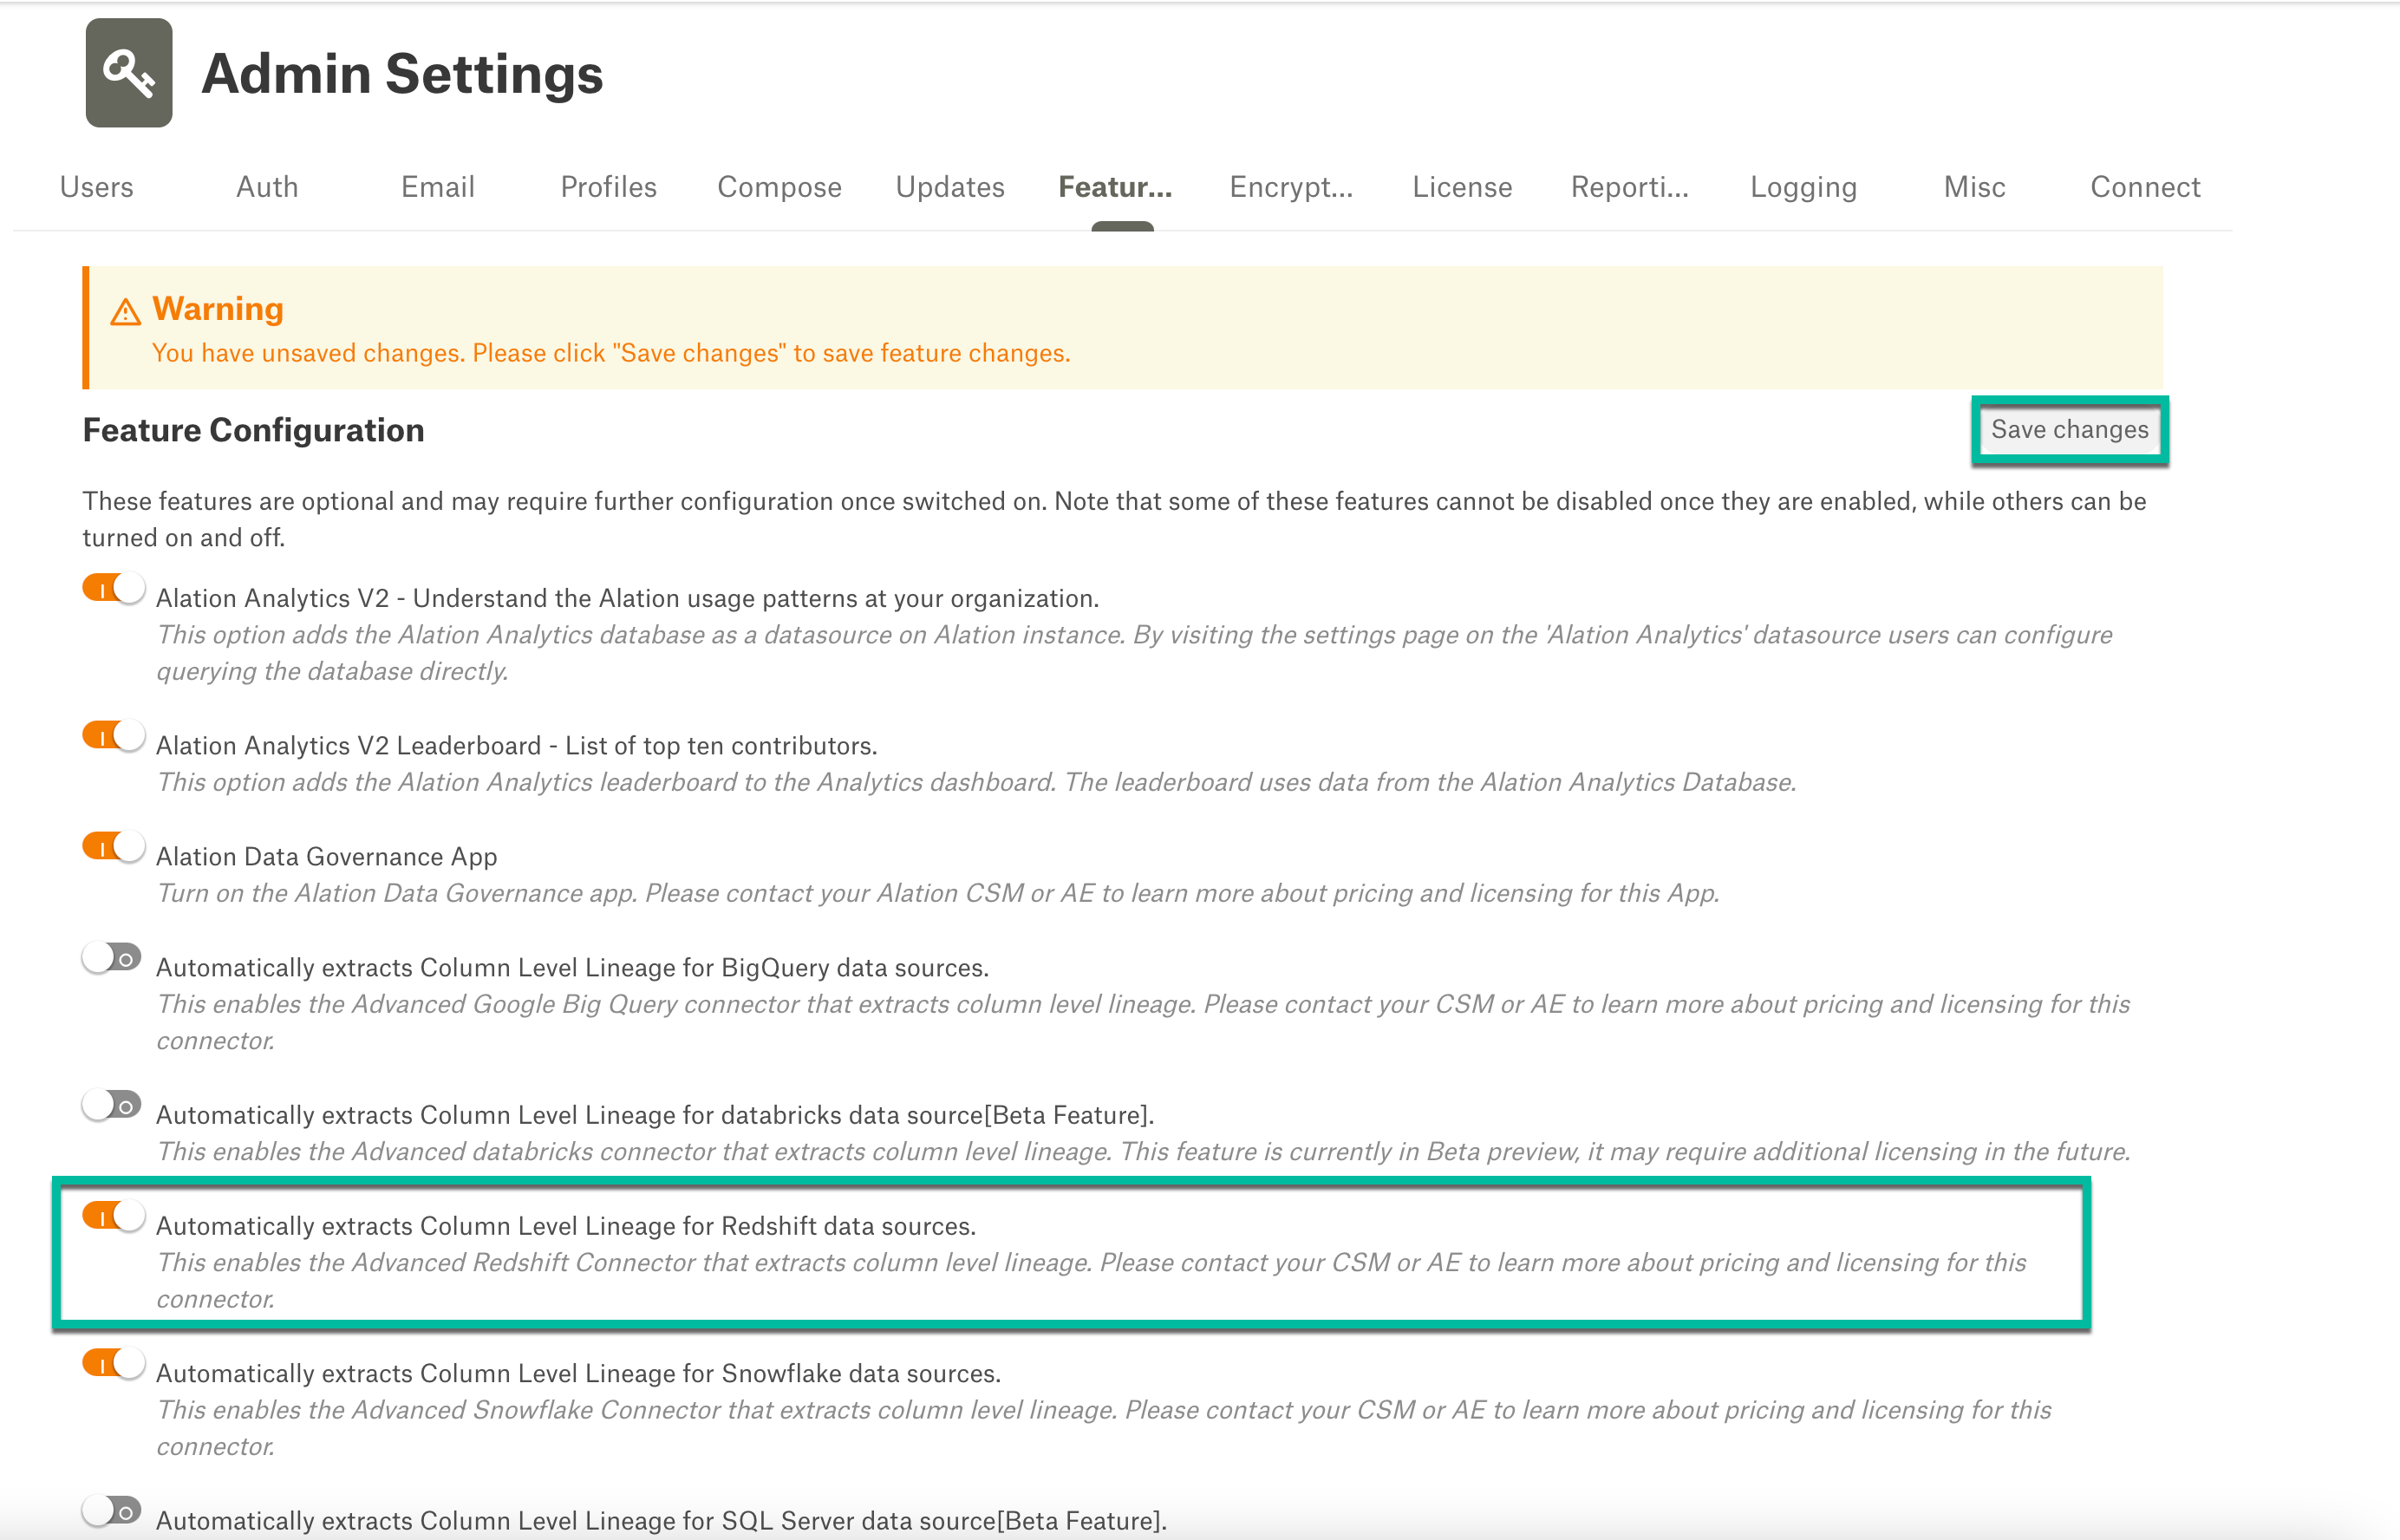 Admin Settings
Users Auth Email Profiles Compose Updates Featur... Encrypt... License Reporti... Logging Misc Connect
Warning
You have unsaved changes. Please click "Save changes" to save feature changes.
Feature Configuration
Save changes
These features are optional and may require further configuration once switched on. Note that some of these features cannot be disabled once they are enabled, while others can be
turned on and off.
Alation Analytics V2 - Understand the Alation usage patterns at your organization.
This option adds the Alation Analytics database as a datasource on Alation instance. By visiting the settings page on the 'Alation Analytics' datasource users can configure
querying the database directly.
Alation Analytics V2 Leaderboard - List of top ten contributors.
This option adds the Alation Analytics leaderboard to the Analytics dashboard. The leaderboard uses data from the Alation Analytics Database.
Alation Data Governance App
Turn on the Alation Data Governance app. Please contact your Alation CSM or AE to learn more about pricing and licensing for this App.
Automatically extracts Column Level Lineage for BigQuery data sources.
This enables the Advanced Google Big Query connector that extracts column level lineage. Please contact your CSM or AE to learn more about pricing and licensing for this
connector.
Automatically extracts Column Level Lineage for databricks data source[Beta Feature].
This enables the Advanced databricks connector that extracts column level lineage. This feature is currently in Beta preview, it may require additional licensing in the future.
Automatically extracts Column Level Lineage for Redshift data sources.
This enables the Advanced Redshift Connector that extracts column level lineage. Please contact your CSM or AE to learn more about pricing and licensing for this
connector.
Automatically extracts Column Level Lineage for Snowflake data sources.
This enables the Advanced Snowflake Connector that extracts column level lineage. Please contact your CSM or AE to learn more about pricing and licensing for this
connector.
Automatically extracts Column Level Lineage for SQL Server data source[Beta Feature].